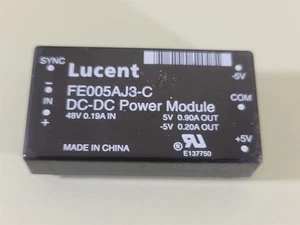 SYNC
Lucent
-5V
FE005AJ3-C
- IN +
DC-DC Power Module
COM
48V 0.19A IN
5V 0.90A OUT
-5V 0.20A OUT
+5V
MADE IN CHINA
E137750